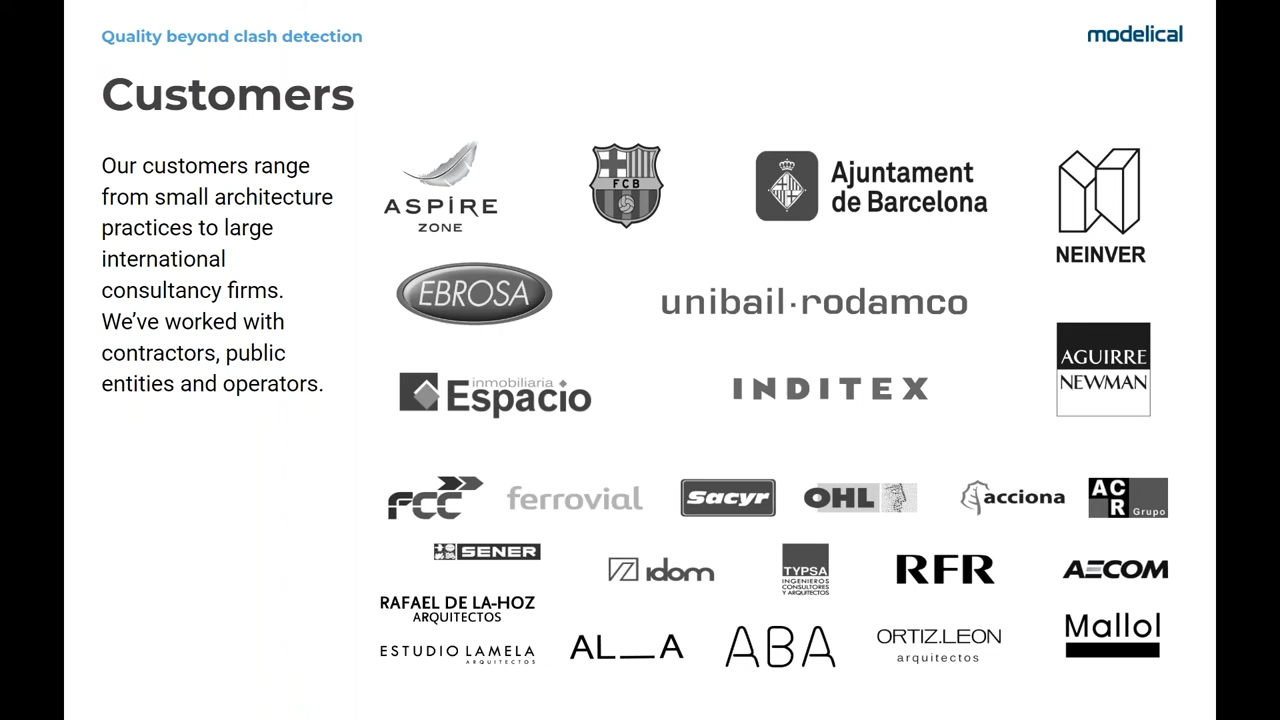 Quality beyond clash detection
modelical
Customers
Our customers range
from small architecture
practices to large
international
consultancy firms.
We’ve worked with
contractors, public
entities and operators.
ASPIRE
ZONE
FCB
Ajuntament
de Barcelona
NEINVER
EBROSA
unibail·rodamco
inmobiliaria
Espacio
INDITEX
AGUIRRE
NEWMAN
FCC
ferrovial
Sacyr
OHL
acciona
ACR
Grupo
SENER
idom
TYPSA
INGENIEROS
CONSULTORES
Y ARQUITECTOS
RFR
AECOM
RAFAEL DE LA-HOZ
ARQUITECTOS
ESTUDIO LAMELA
ARQUITECTOS
AL_A
ABA
ORTIZ.LEON
arquitectos
Mallol